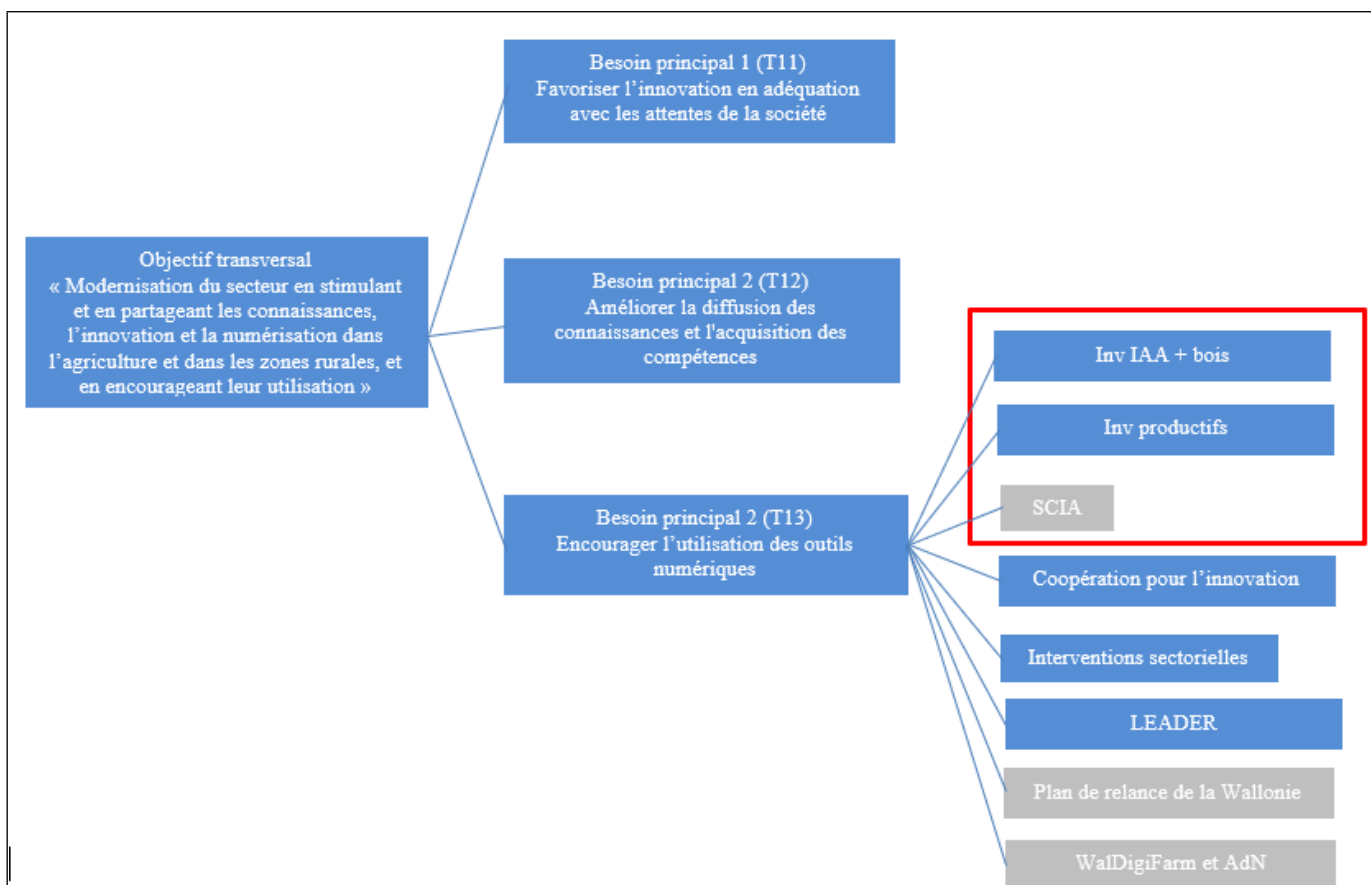 Besoin principal 1 (T11)
Favoriser l’innovation en adéquation
avec les attentes de la société
Objectif transversal
« Modernisation du secteur en stimulant
et en partageant les connaissances,
l’innovation et la numérisation dans
l’agriculture et dans les zones rurales, et
en encourageant leur utilisation »
Besoin principal 2 (T12)
Améliorer la diffusion des
connaissances et l'acquisition des
compétences
Besoin principal 2 (T13)
Encourager l’utilisation des outils
numériques
Inv IAA + bois
Inv productifs
SCIA
Coopération pour l’innovation
Interventions sectorielles
LEADER
Plan de relance de la Wallonie
WalDigiFarm et AdN